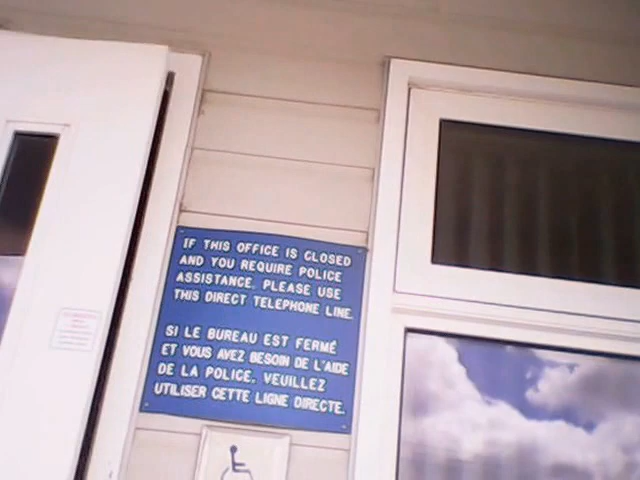 IF THIS OFFICE IS CLOSED
AND YOU REQUIRE POLICE
ASSISTANCE, PLEASE USE
THIS DIRECT TELEPHONE LINE.
SI LE BUREAU EST FERMÉ
ET VOUS AVEZ BESOIN DE L'AIDE
DE LA POLICE, VEUILLEZ
UTILISER CETTE LIGNE DIRECTE.